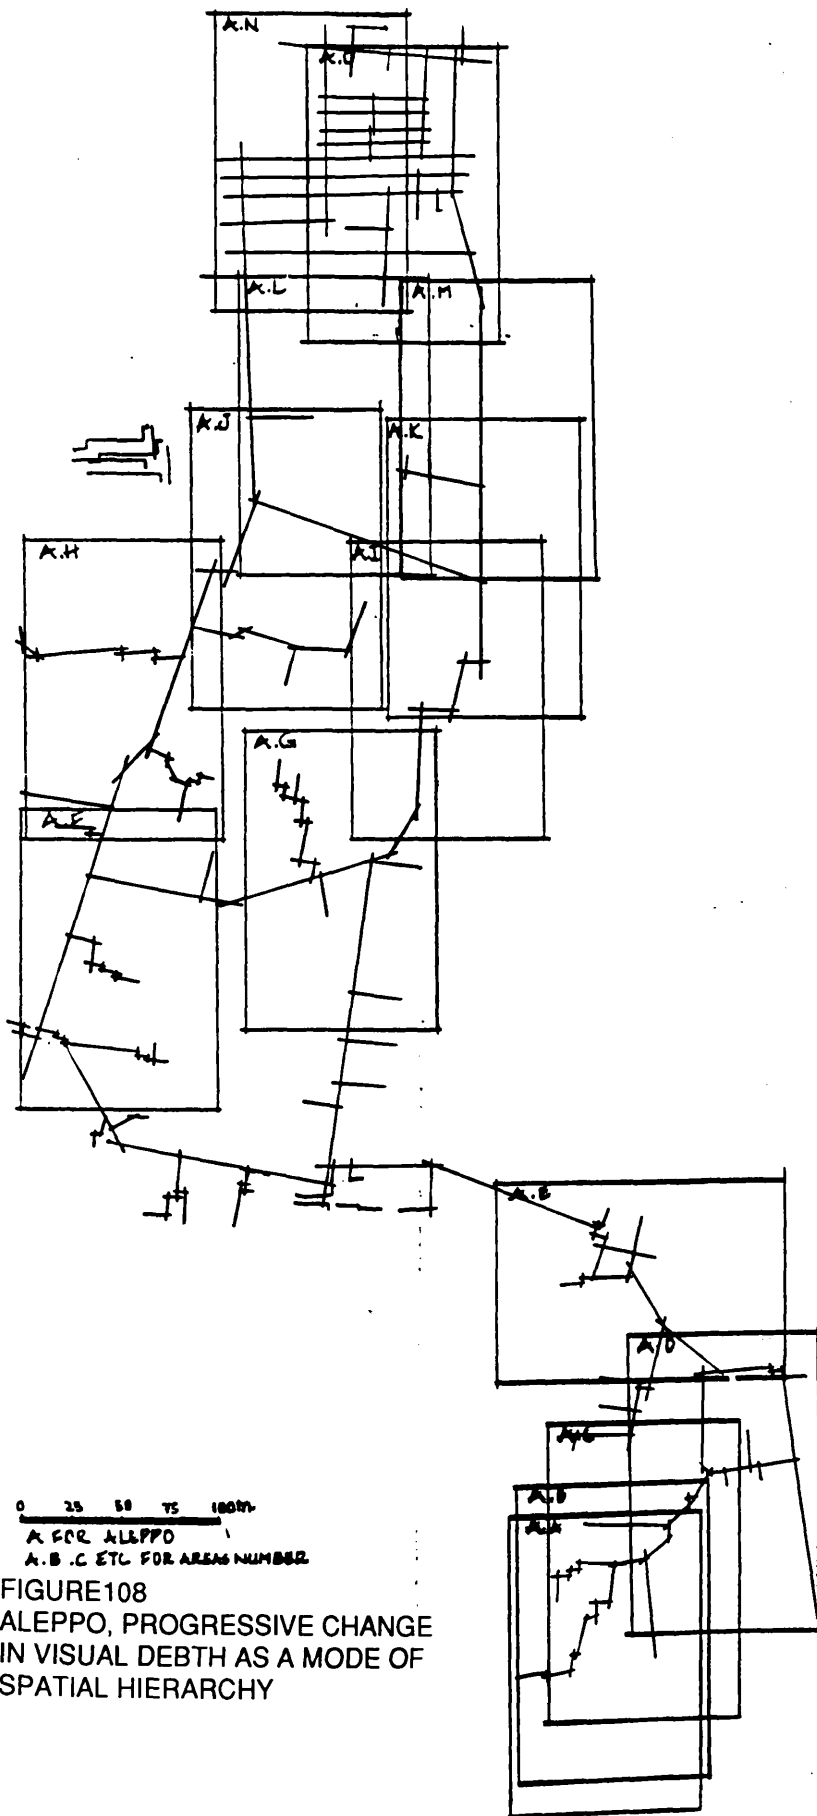 A.N
A.O
A.L
A.M
A.J
A.K
A.H
A.I
A.G
A.F
A.E
A.D
A.C
A.B
A.A
0 25 50 75 100m
A FOR ALEPPO
A.B.C ETC FOR AREAS NUMBER
FIGURE108
ALEPPO, PROGRESSIVE CHANGE
IN VISUAL DEBTH AS A MODE OF
SPATIAL HIERARCHY